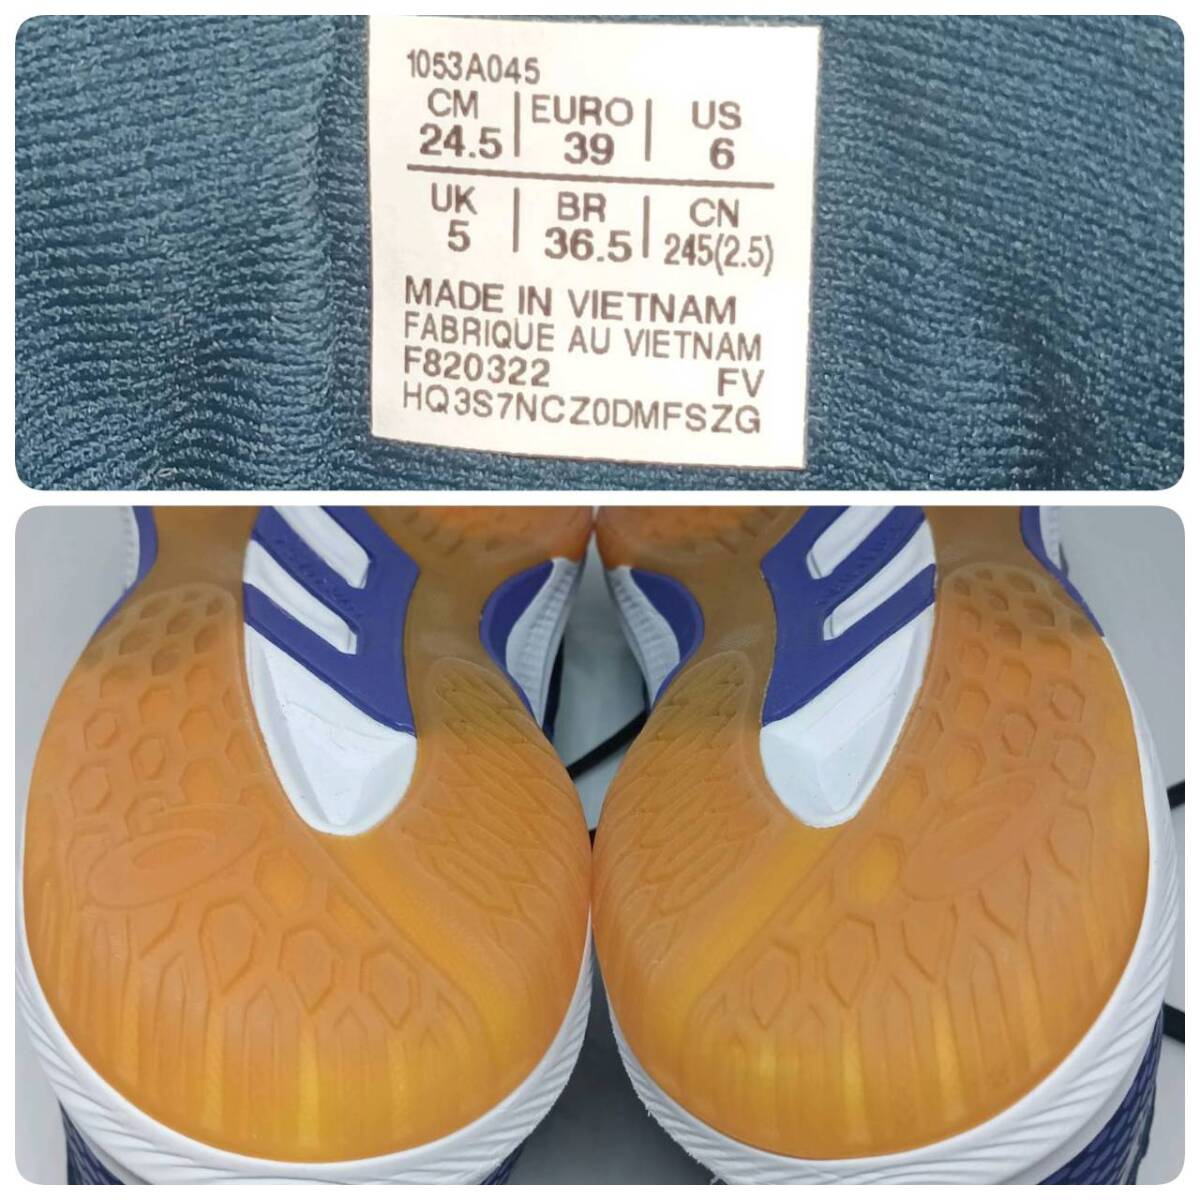 1053A045
CM | EURO | US
24.5 | 39 | 6
UK | BR | CN
5 | 36.5 | 245(2.5)
MADE IN VIETNAM
FABRIQUE AU VIETNAM
F820322 FV
HQ3S7NCZ0DMFSZG